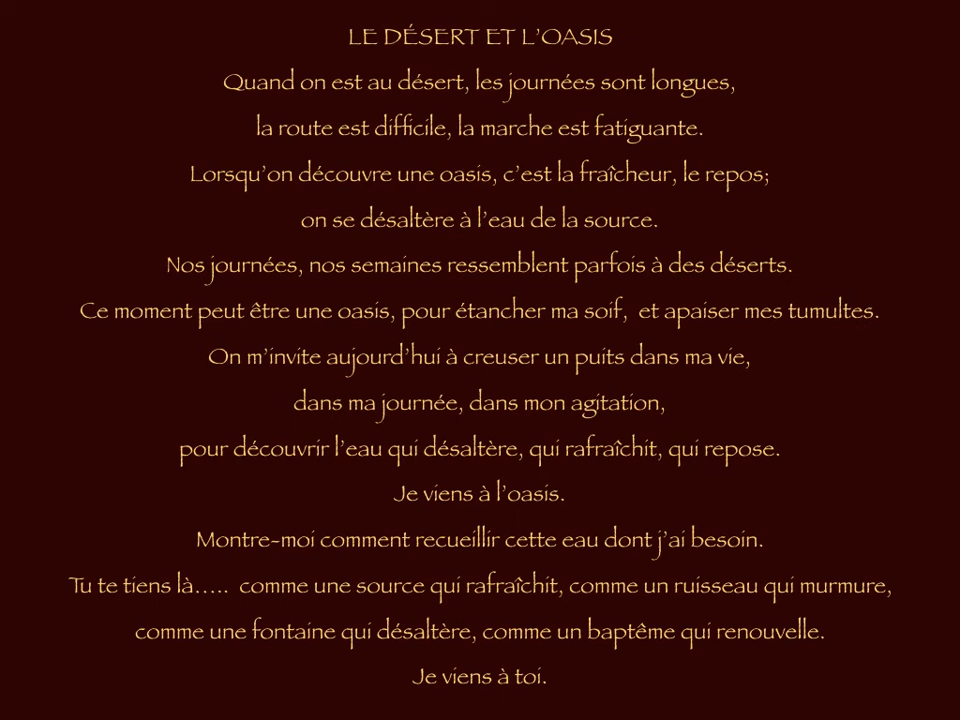 LE DÉSERT ET L’OASIS
Quand on est au désert, les journées sont longues,
la route est difficile, la marche est fatiguante.
Lorsqu’on découvre une oasis, c’est la fraîcheur, le repos;
on se désaltère à l’eau de la source.
Nos journées, nos semaines ressemblent parfois à des déserts.
Ce moment peut être une oasis, pour étancher ma soif,  et apaiser mes tumultes.
On m’invite aujourd’hui à creuser un puits dans ma vie,
dans ma journée, dans mon agitation,
pour découvrir l’eau qui désaltère, qui rafraîchit, qui repose.
Je viens à l’oasis.
Montre-moi comment recueillir cette eau dont j’ai besoin.
Tu te tiens là…..  comme une source qui rafraîchit, comme un ruisseau qui murmure,
comme une fontaine qui désaltère, comme un baptême qui renouvelle.
Je viens à toi.